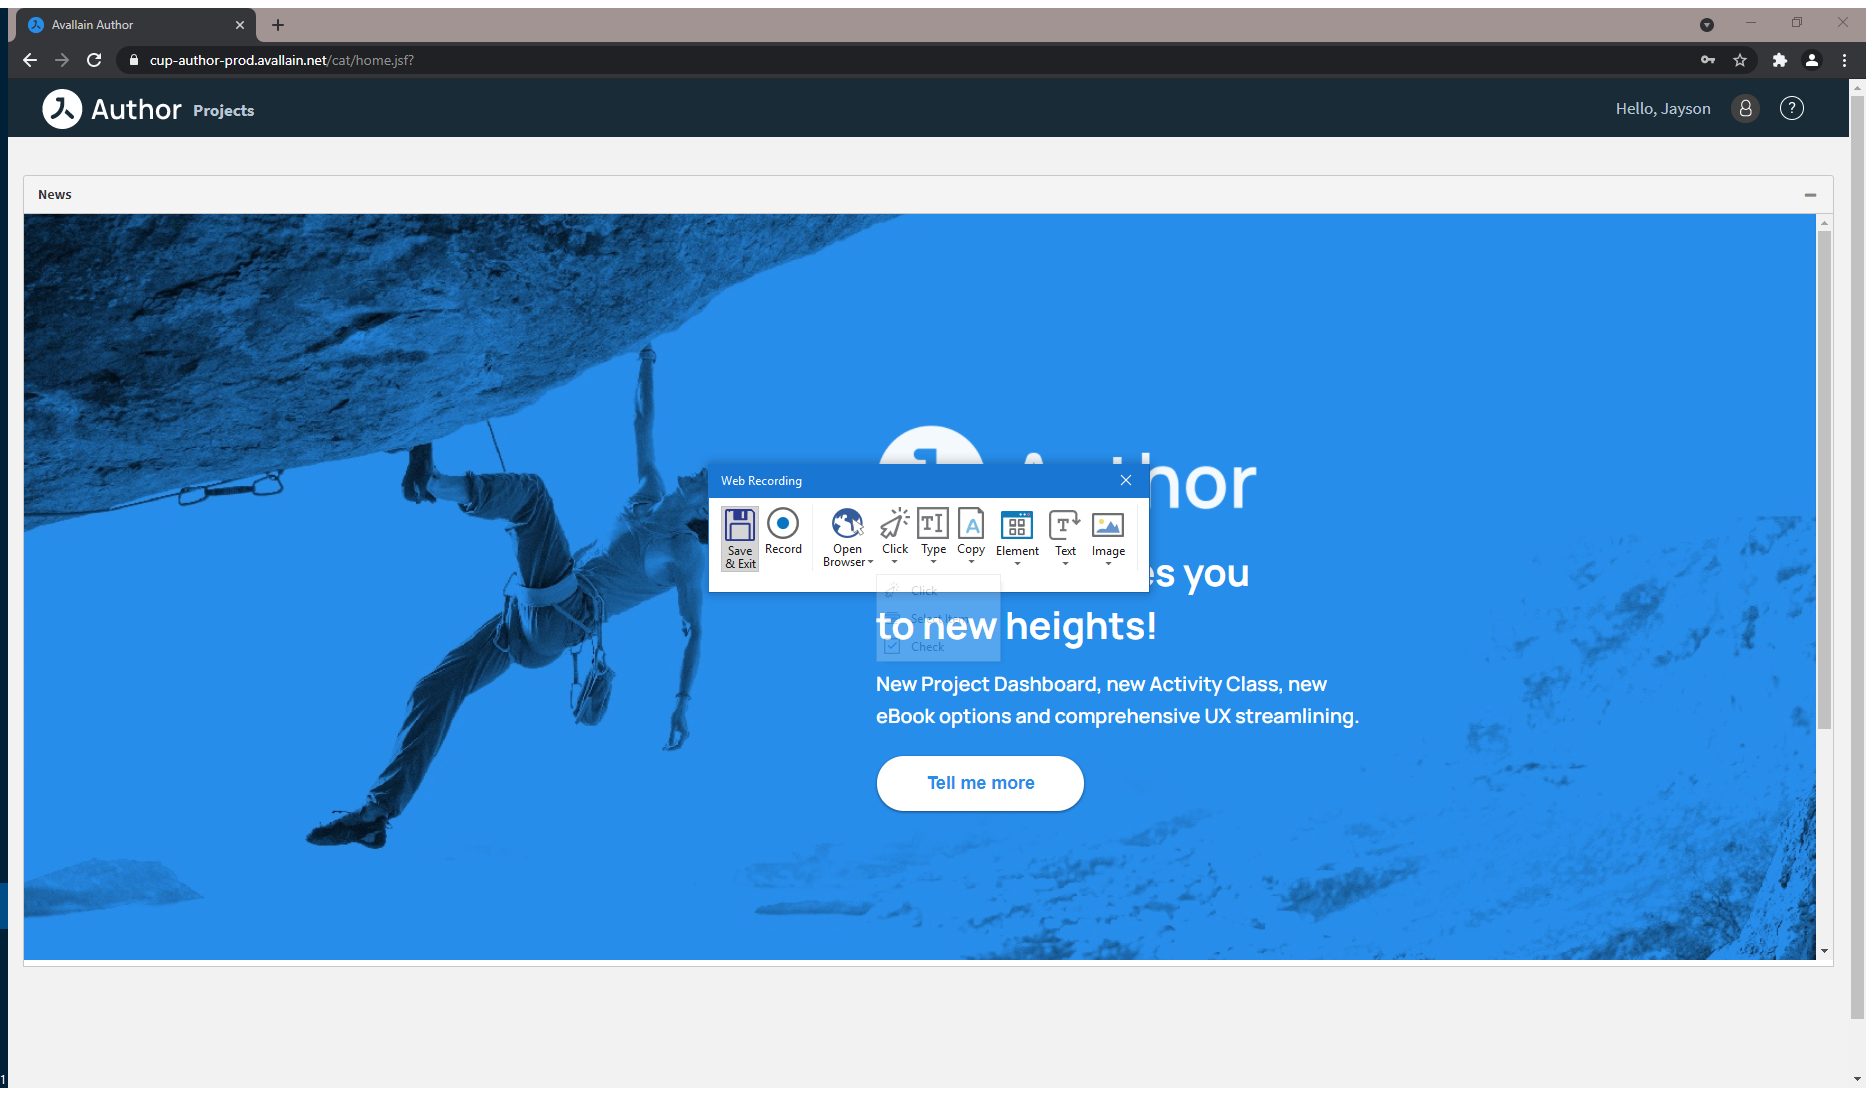 Avallain Author
cup-author-prod.avallain.net/cat/home.jsf?
Author Projects
Hello, Jayson
?
News
Web Recording
Save & Exit
Record
Open Browser
Click
Type
Copy
Element
Text
Image
Click
Select Item
Check
hor
es you
to new heights!
New Project Dashboard, new Activity Class, new
eBook options and comprehensive UX streamlining.
Tell me more
1